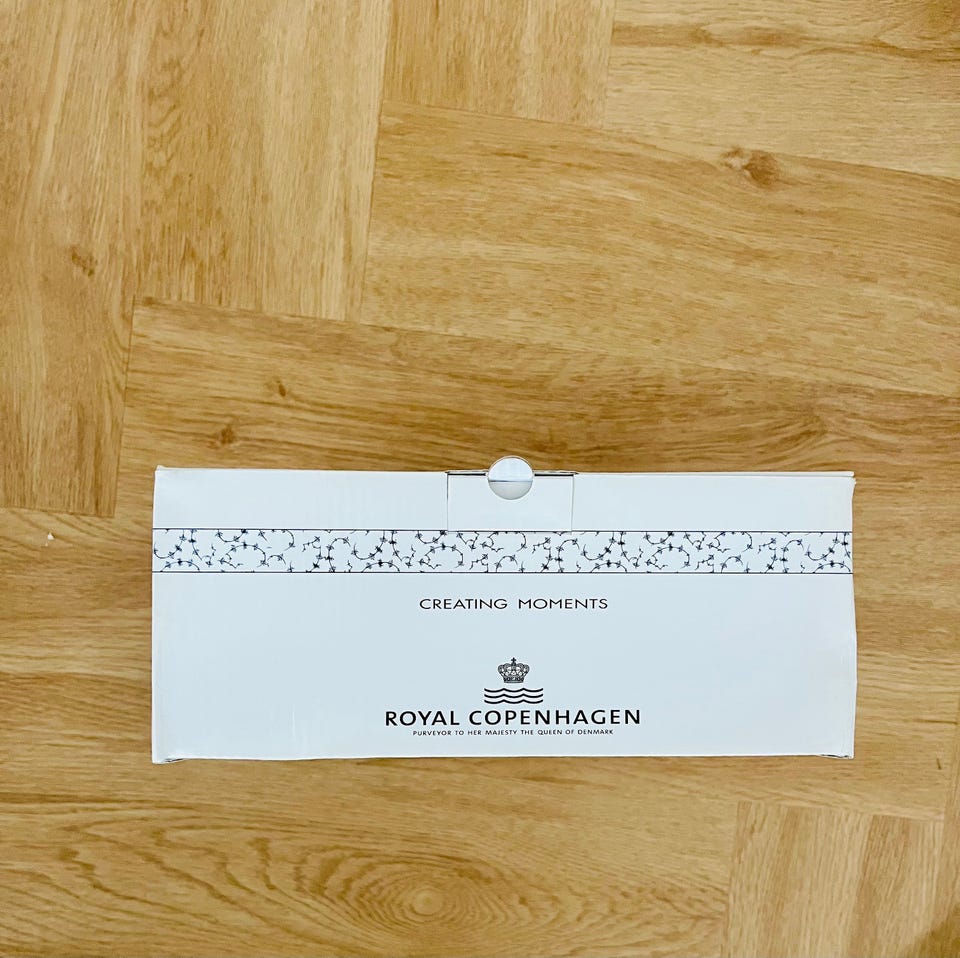 CREATING MOMENTS
ROYAL COPENHAGEN
PURVEYOR TO HER MAJESTY THE QUEEN OF DENMARK